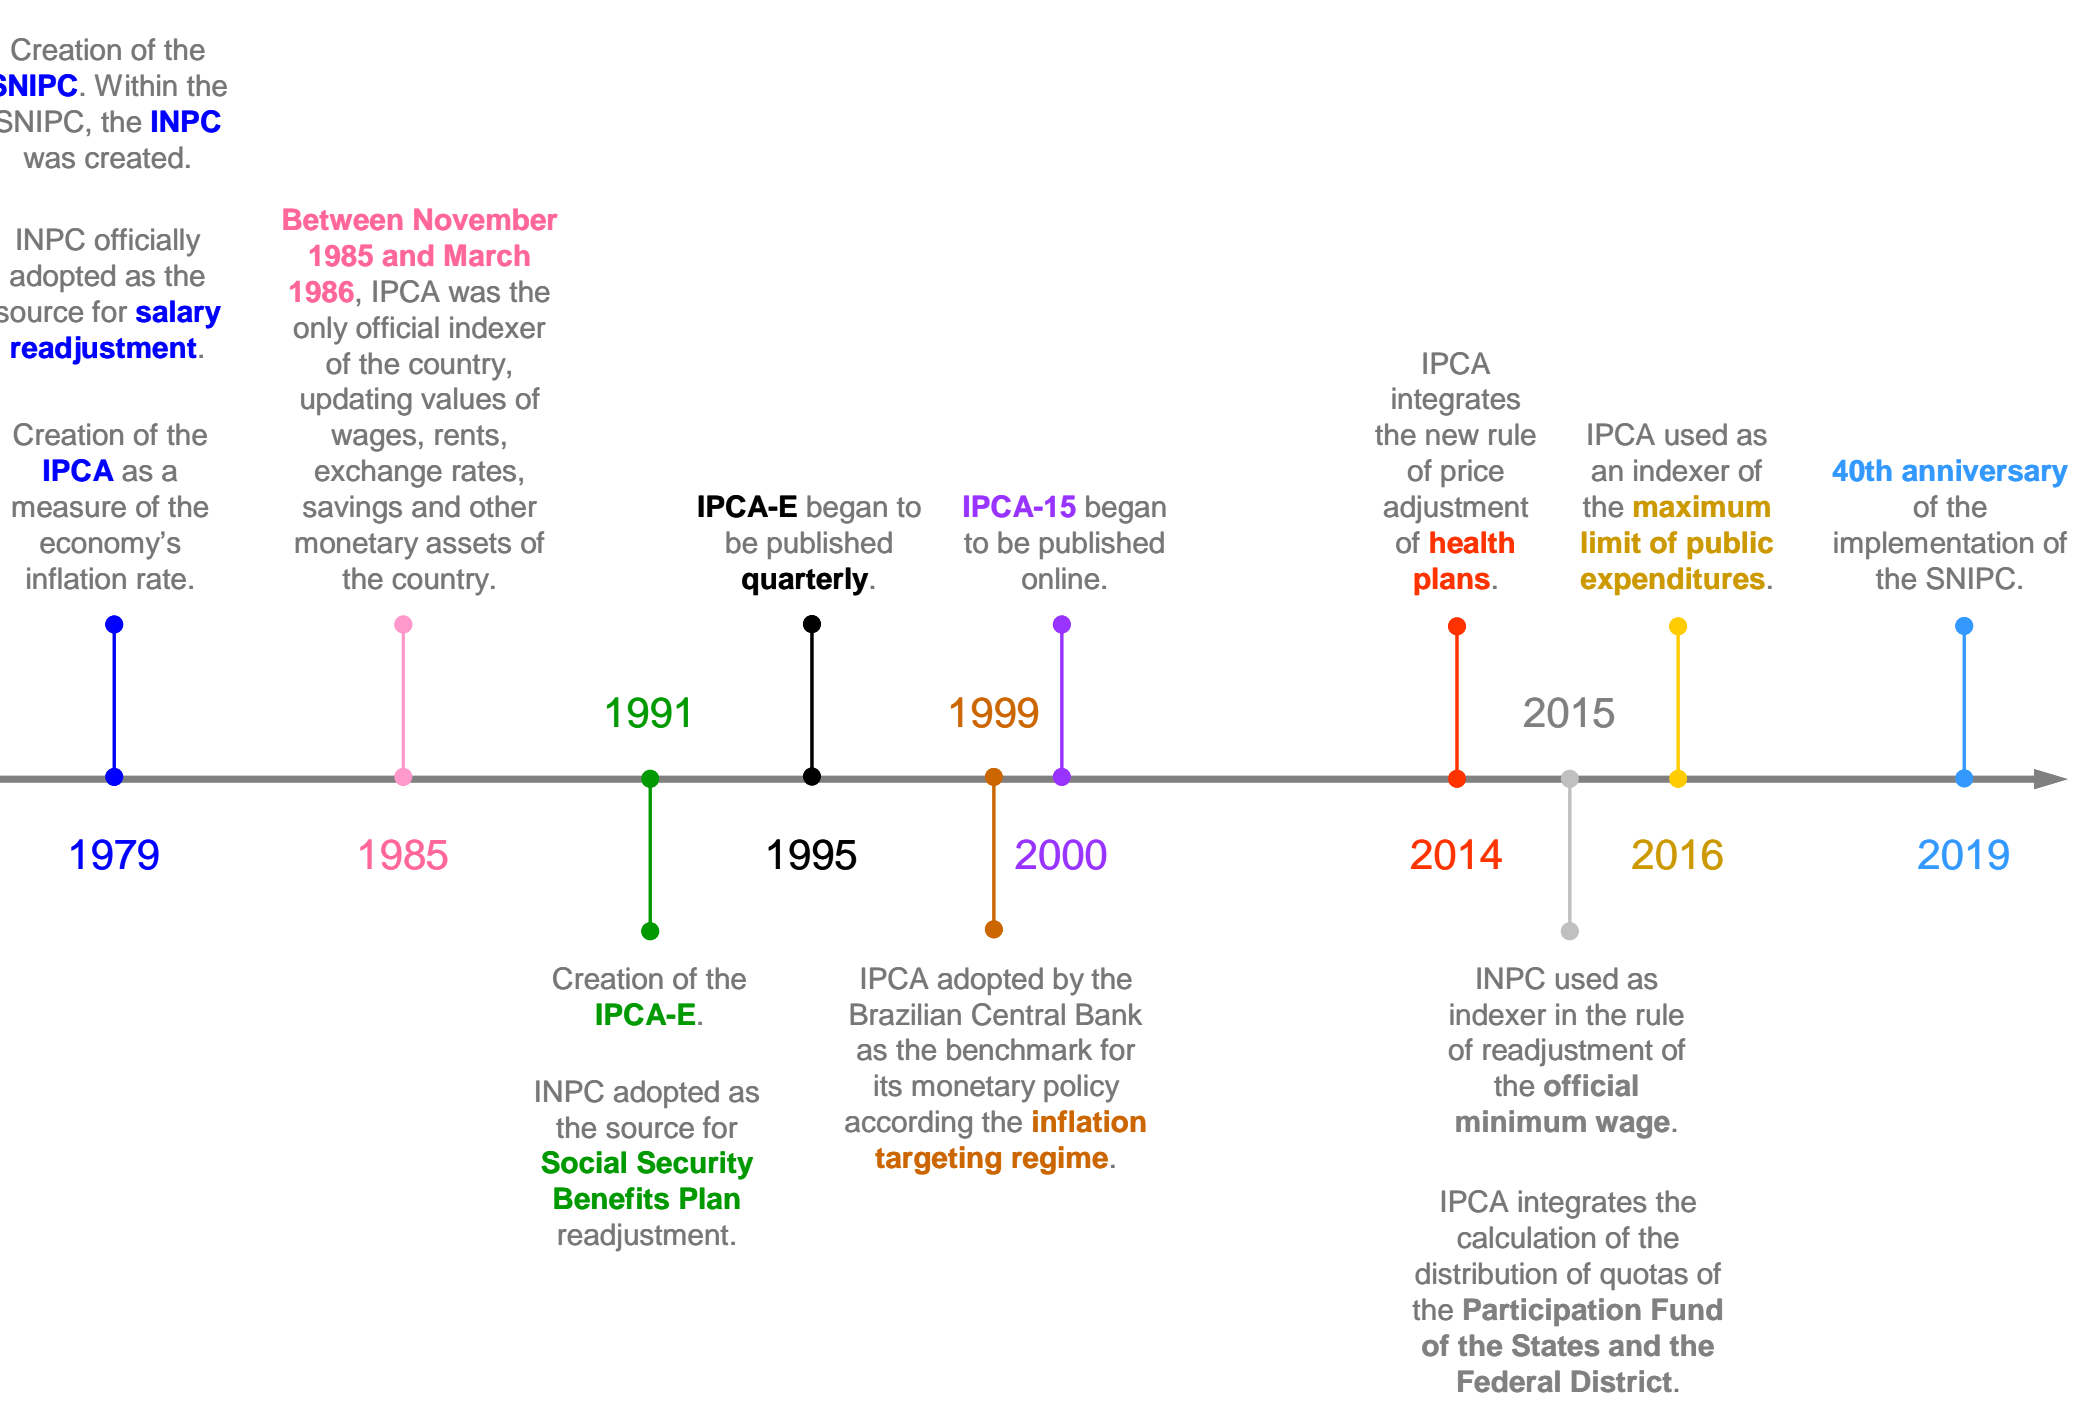 Creation of the
SNIPC. Within the
SNIPC, the INPC
was created.
INPC officially
adopted as the
source for salary
readjustment.
Creation of the
IPCA as a
measure of the
economy’s
inflation rate.
1979
Between November
1985 and March
1986, IPCA was the
only official indexer
of the country,
updating values of
wages, rents,
exchange rates,
savings and other
monetary assets of
the country.
1985
1991
Creation of the
IPCA-E.
INPC adopted as
the source for
Social Security
Benefits Plan
readjustment.
IPCA-E began to
be published
quarterly.
1995
1999
IPCA adopted by the
Brazilian Central Bank
as the benchmark for
its monetary policy
according the inflation
targeting regime.
IPCA-15 began
to be published
online.
2000
IPCA
integrates
the new rule
of price
adjustment
of health
plans.
2014
2015
INPC used as
indexer in the rule
of readjustment of
the official
minimum wage.
IPCA integrates the
calculation of the
distribution of quotas of
the Participation Fund
of the States and the
Federal District.
IPCA used as
an indexer of
the maximum
limit of public
expenditures.
2016
40th anniversary
of the
implementation of
the SNIPC.
2019